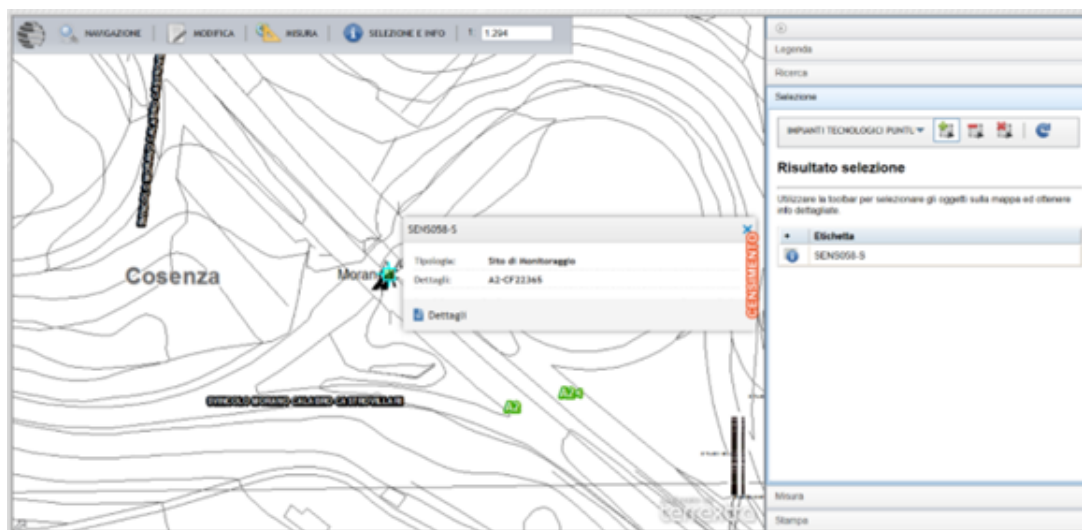 NAVIGAZIONE
MODIFICA
MISURA
SELEZIONE E INFO
1:
1.294
Cosenza
SENS058-S
Tipologia:
Sito di Monitoraggio
Dettagli:
A2-CF22365
Dettagli
CENSIMENTO
SVINCOLO MORANO CALABRO-CASTROVILLARI
A2
Legenda
Ricerca
Selezione
IMPIANTI TECNOLOGICI PUNTL
Risultato selezione
Utilizzare la toolbar per selezionare gli oggetti sulla mappa ed ottenere
info dettagliate.
Etichetta
SENS058-S
Misura
Stampa